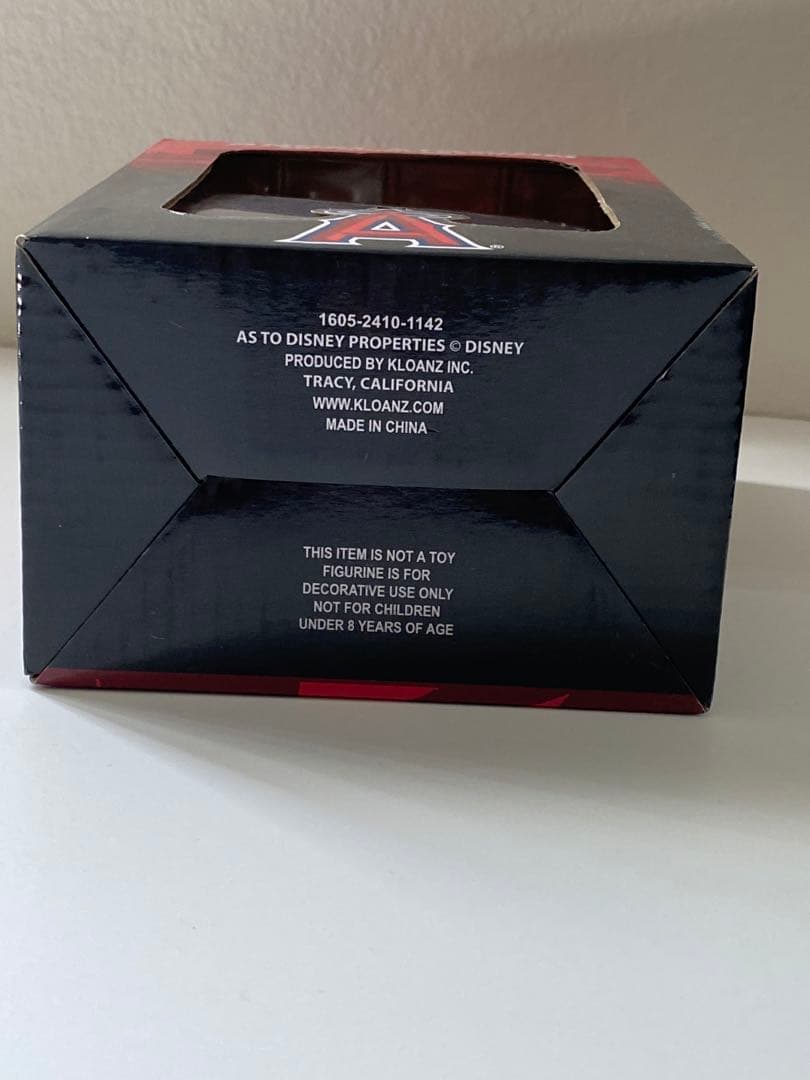 A®
1605-2410-1142
AS TO DISNEY PROPERTIES © DISNEY
PRODUCED BY KLOANZ INC.
TRACY, CALIFORNIA
WWW.KLOANZ.COM
MADE IN CHINA
THIS ITEM IS NOT A TOY
FIGURINE IS FOR
DECORATIVE USE ONLY
NOT FOR CHILDREN
UNDER 8 YEARS OF AGE